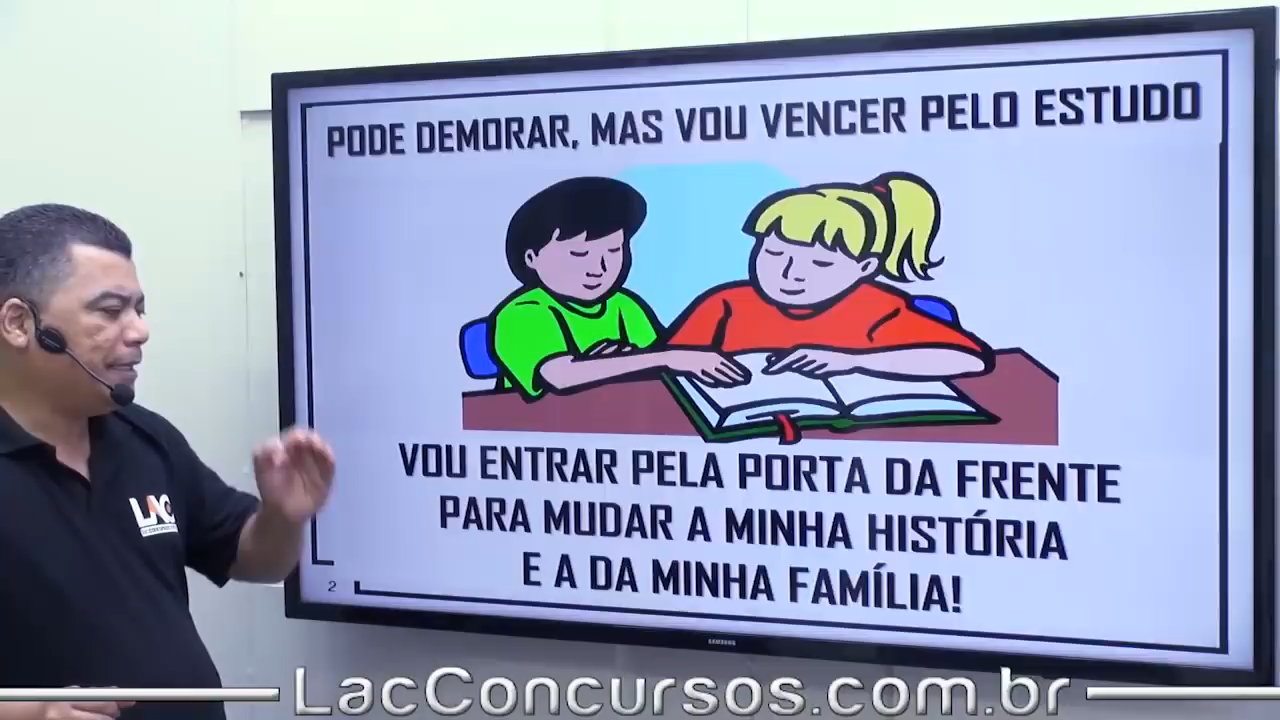 PODE DEMORAR, MAS VOU VENCER PELO ESTUDO
VOU ENTRAR PELA PORTA DA FRENTE
PARA MUDAR A MINHA HISTÓRIA
E A DA MINHA FAMÍLIA!
2
SAMSUNG
LAC
LacConcursos.com.br